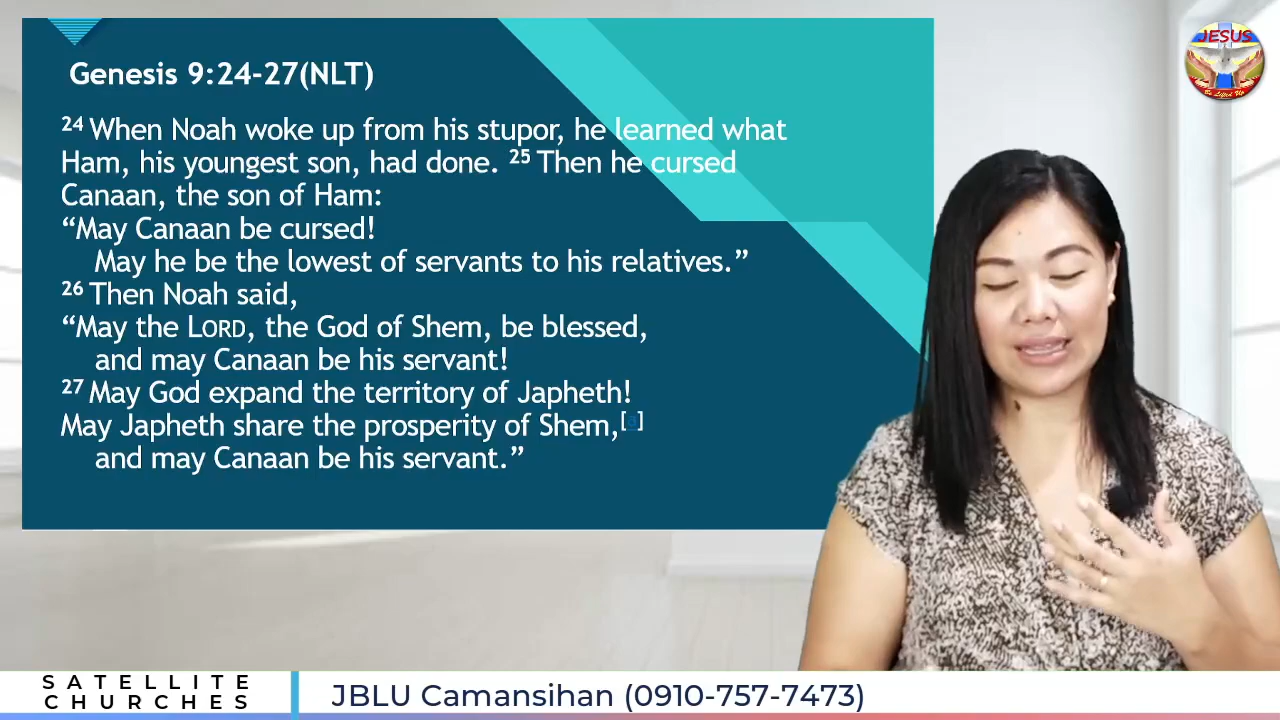 Genesis 9:24-27(NLT)
24 When Noah woke up from his stupor, he learned what
Ham, his youngest son, had done. 25 Then he cursed
Canaan, the son of Ham:
“May Canaan be cursed!
May he be the lowest of servants to his relatives.”
26 Then Noah said,
“May the LORD, the God of Shem, be blessed,
and may Canaan be his servant!
27 May God expand the territory of Japheth!
May Japheth share the prosperity of Shem,[a]
and may Canaan be his servant.”
JESUS
Be Lifted Up
SATELLITE
CHURCHES
JBLU Camansihan (0910-757-7473)